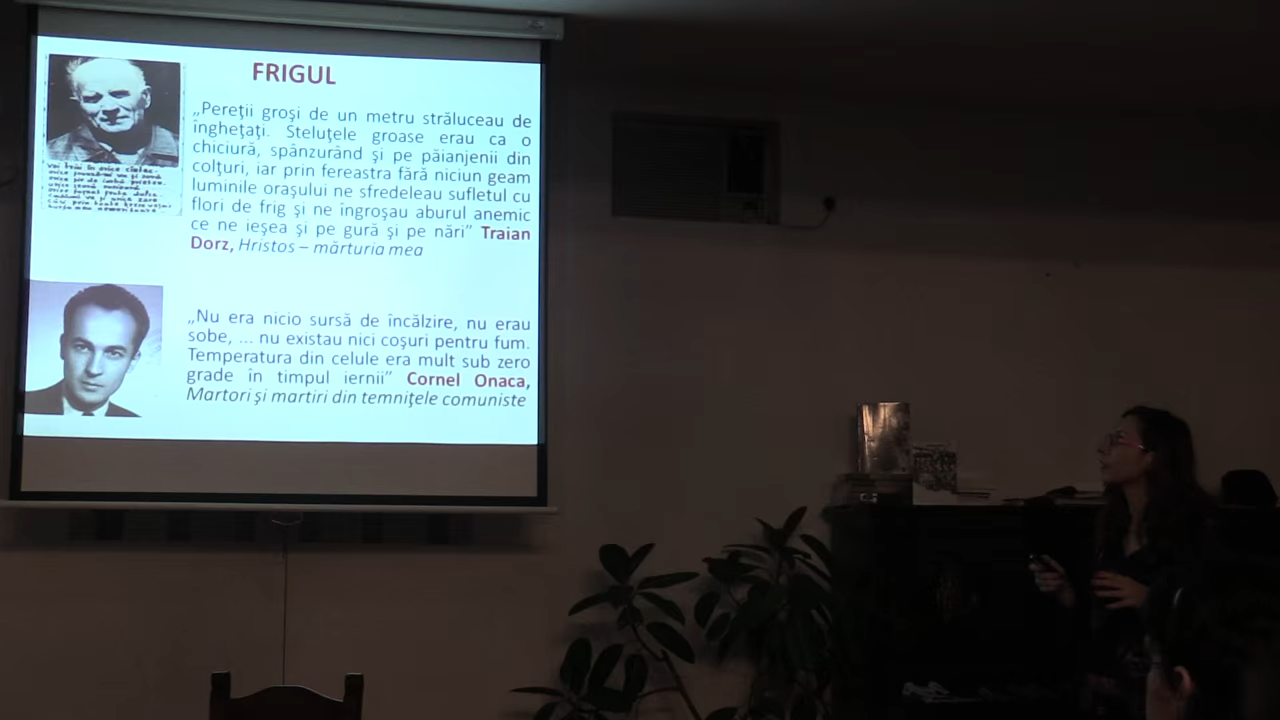 FRIGUL
„Pereţii groşi de un metru străluceau de
îngheţaţi. Steluţele groase erau ca o
chiciură, spânzurând şi pe păianjenii din
colţuri, iar prin fereastra fără niciun geam
luminile oraşului ne sfredeleau sufletul cu
flori de frig şi ne îngroşau aburul anemic
ce ne ieşea şi pe gură şi pe nări” Traian
Dorz, Hristos – mărturia mea
„Nu era nicio sursă de încălzire, nu erau
sobe, ... nu existau nici coşuri pentru fum.
Temperatura din celule era mult sub zero
grade în timpul iernii” Cornel Onaca,
Martori şi martiri din temniţele comuniste